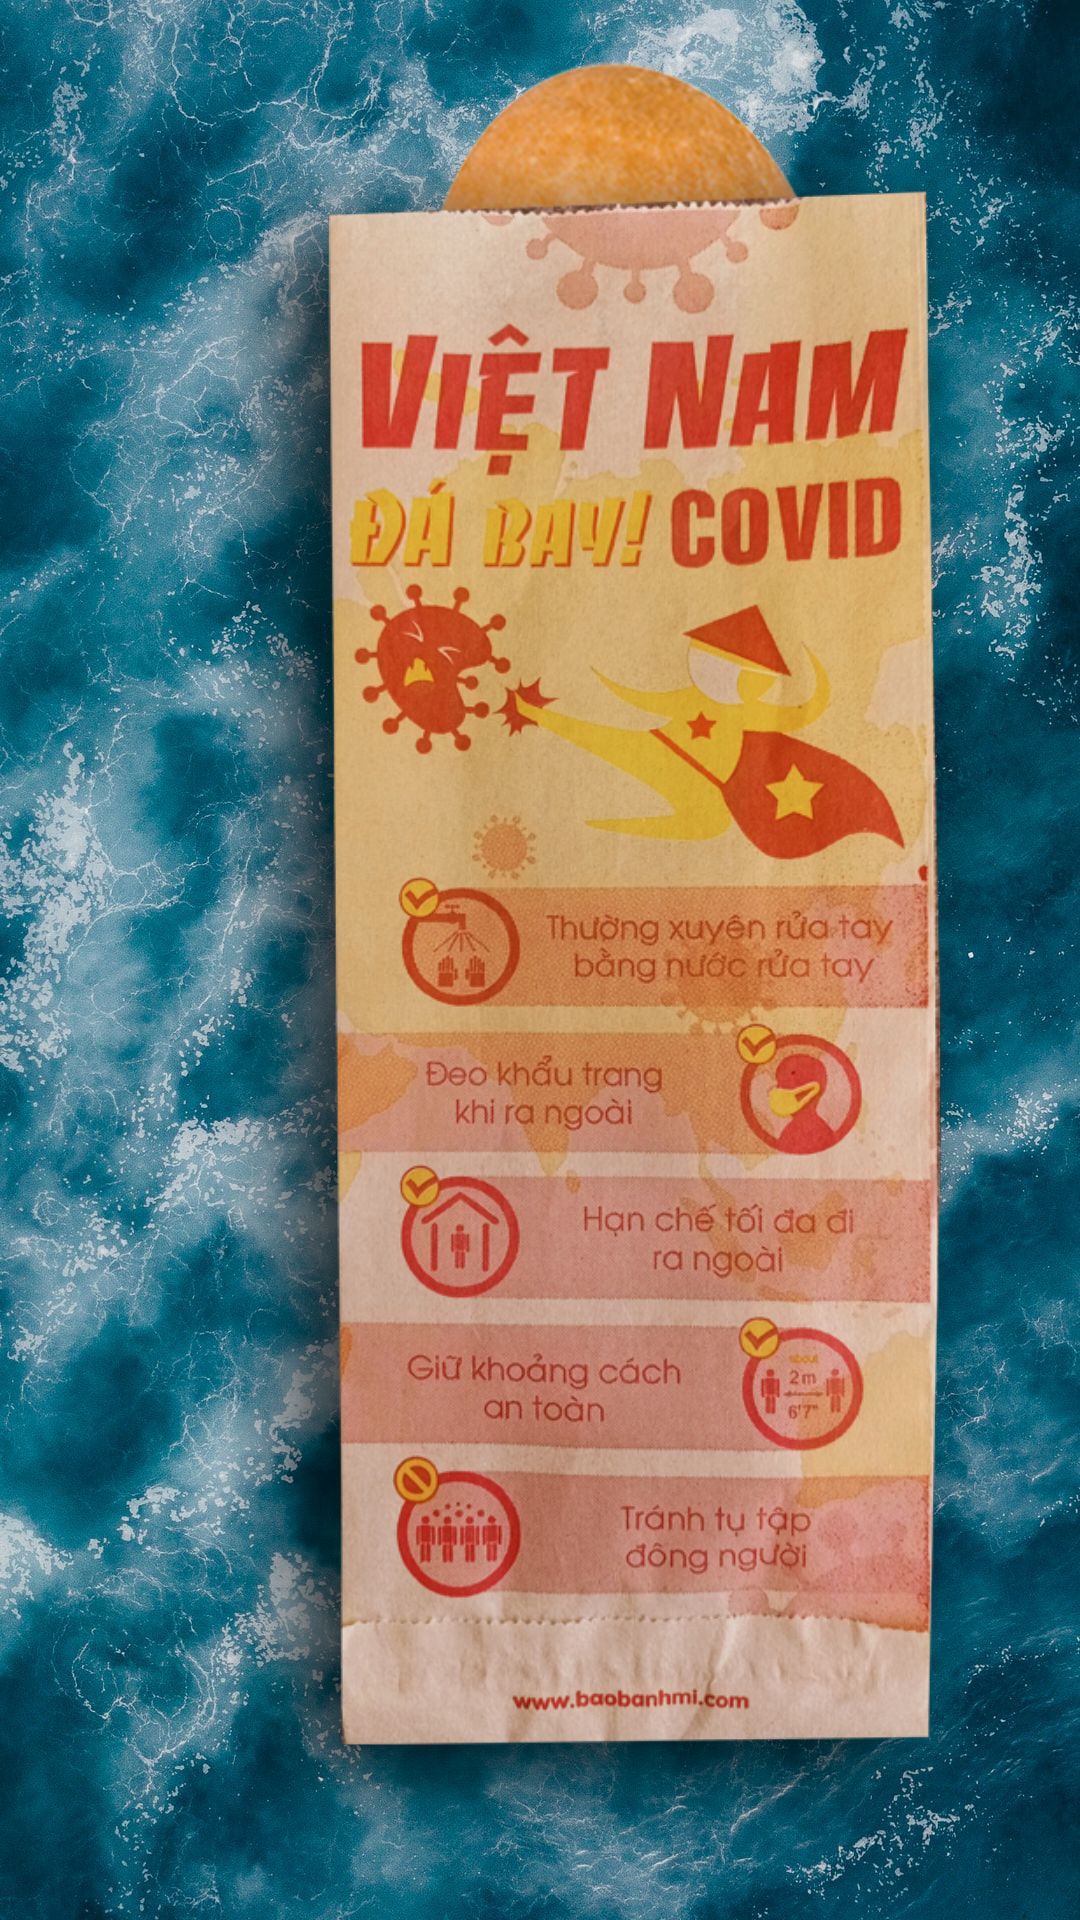 VIỆT NAM
ĐÁ BAY! COVID
Thường xuyên rửa tay
bằng nước rửa tay
Đeo khẩu trang
khi ra ngoài
Hạn chế tối đa đi
ra ngoài
Giữ khoảng cách
an toàn
about
2m
6'7"
Tránh tụ tập
đông người
www.baobanhmi.com